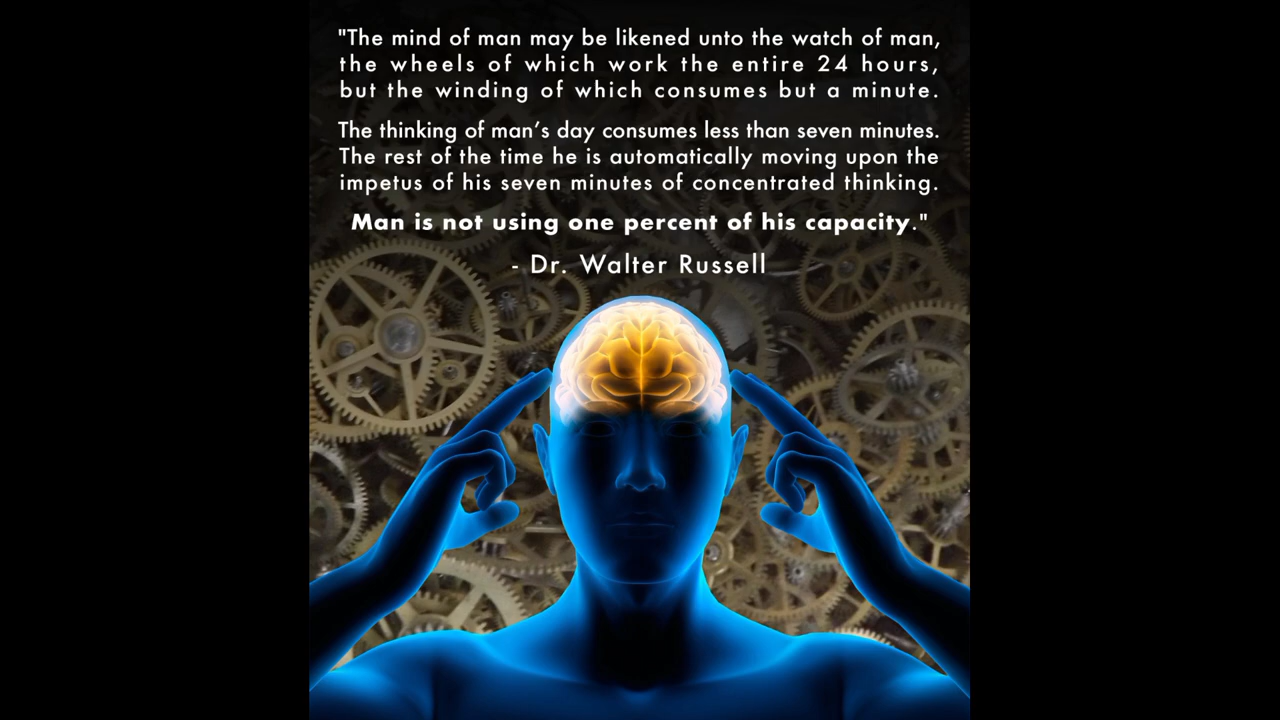 "The mind of man may be likened unto the watch of man,
the wheels of which work the entire 24 hours,
but the winding of which consumes but a minute.
The thinking of man’s day consumes less than seven minutes.
The rest of the time he is automatically moving upon the
impetus of his seven minutes of concentrated thinking.
Man is not using one percent of his capacity."
- Dr. Walter Russell